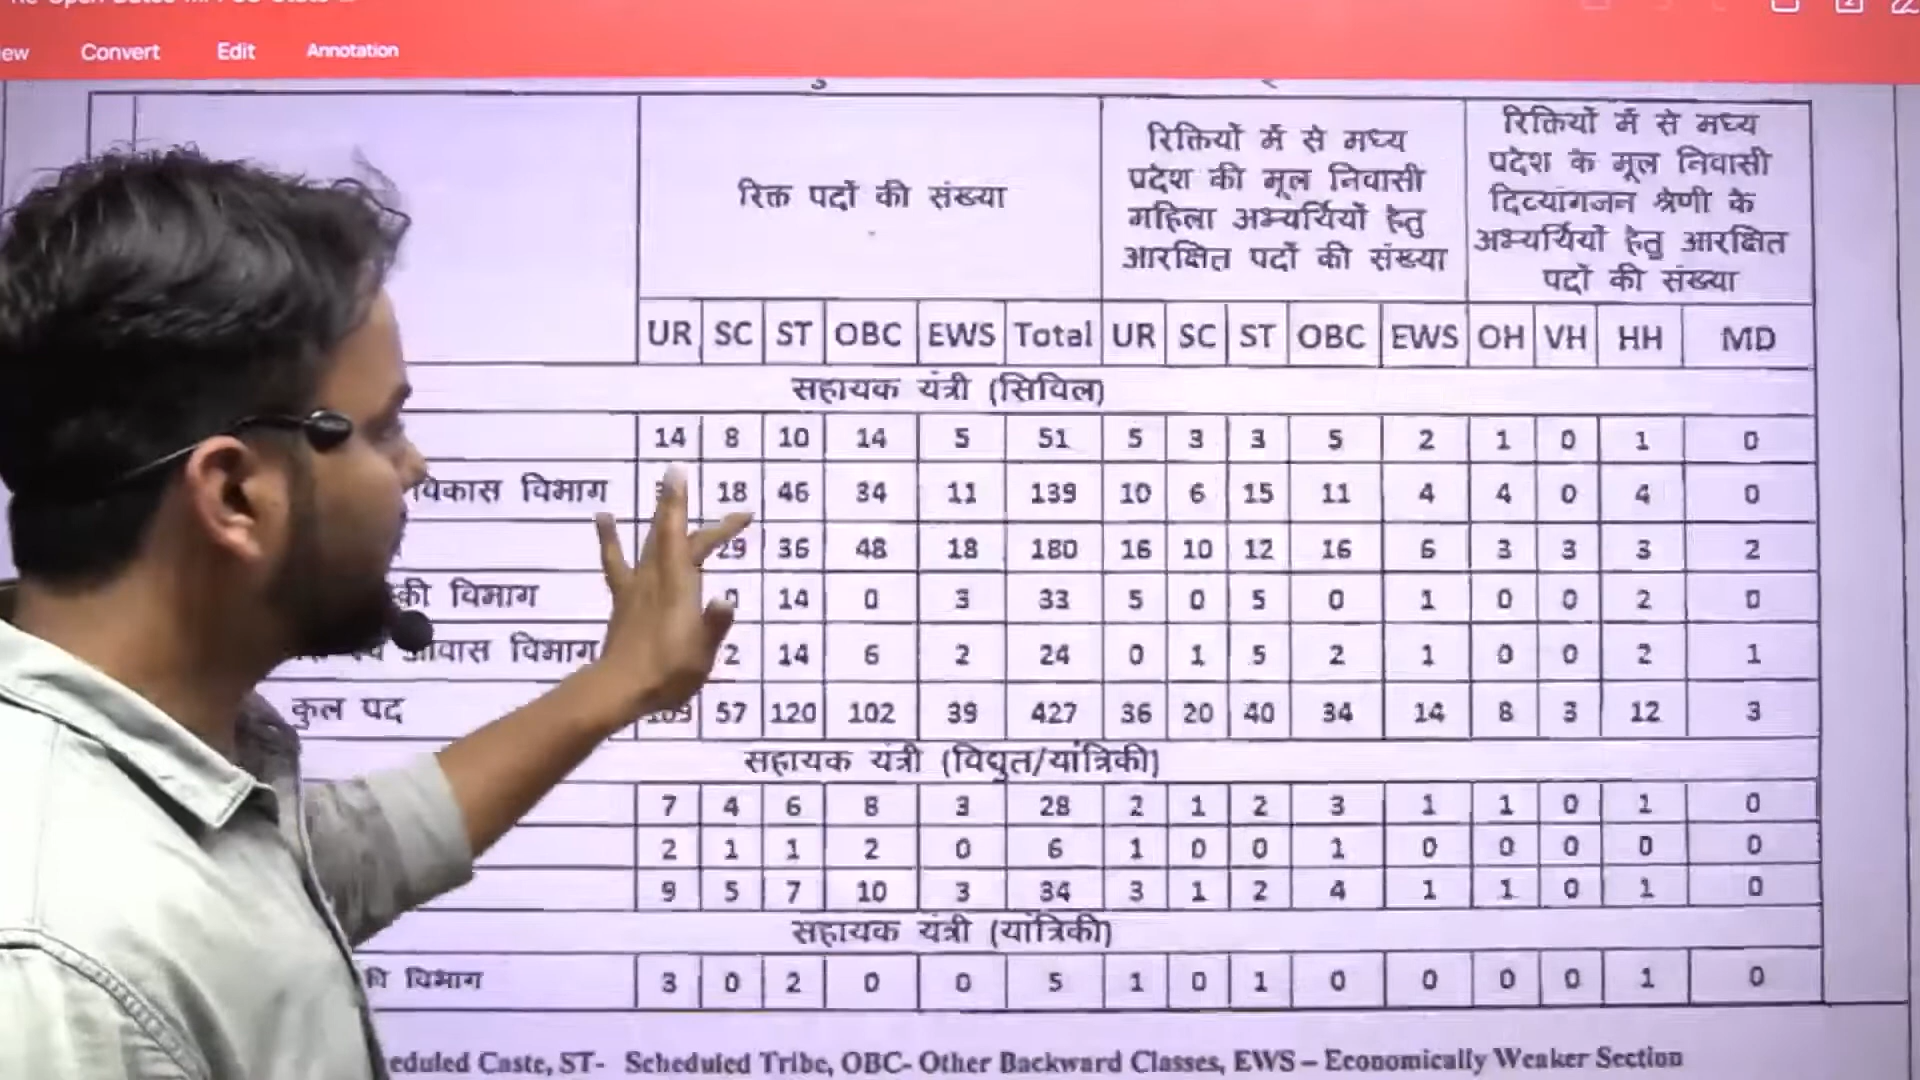 Convert Edit Annotation
रिक्त पदों की संख्या
रिक्तियों में से मध्य
प्रदेश की मूल निवासी
महिला अभ्यर्थियों हेतु
आरक्षित पदों की संख्या
रिक्तियों में से मध्य
प्रदेश के मूल निवासी
दिव्यांगजन श्रेणी के
अभ्यर्थियों हेतु आरक्षित
पदों की संख्या
UR SC ST OBC EWS Total UR SC ST OBC EWS OH VH HH MD
सहायक यंत्री (सिविल)
14 8 10 14 5 51 5 3 3 5 2 1 0 1 0
विकास विभाग 18 46 34 11 139 10 6 15 11 4 4 0 4 0
29 36 48 18 180 16 10 12 16 6 3 3 3 2
विभाग 0 14 0 3 33 5 0 5 0 1 0 0 2 0
आवास विभाग 2 14 6 2 24 0 1 5 2 1 0 0 2 1
कुल पद 109 57 120 102 39 427 36 20 40 34 14 8 3 12 3
सहायक यंत्री (विद्युत/यांत्रिकी)
7 4 6 8 3 28 2 1 2 3 1 1 0 1 0
2 1 1 2 0 6 1 0 0 1 0 0 0 0 0
9 5 7 10 3 34 3 1 2 4 1 1 0 1 0
सहायक यंत्री (यांत्रिकी)
विभाग 3 0 2 0 0 5 1 0 1 0 0 0 0 1 0
Caste, ST- Scheduled Tribe, OBC- Other Backward Classes, EWS – Economically Weaker Section